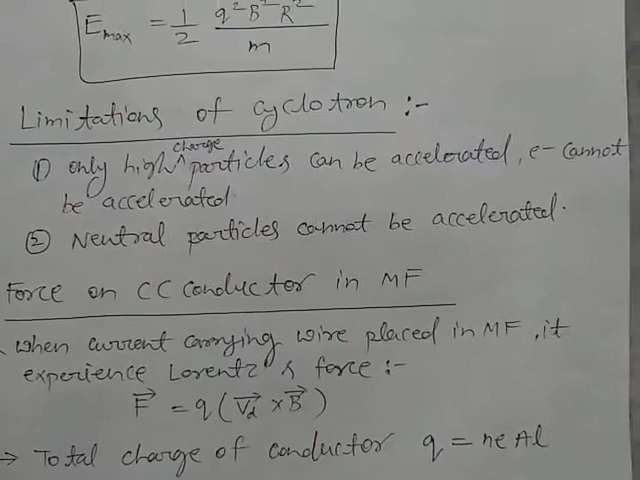 E max = 1/2 q²B²R²/m
Limitations of cyclotron :-
① only high charge particles can be accelerated, e- cannot
be accelerated.
② Neutral particles cannot be accelerated.
Force on CC conductor in MF
when current carrying wire placed in MF, it
experience Lorentz's force :-
F⃗ = q(V⃗d × B⃗)
→ Total charge of conductor q = neAl